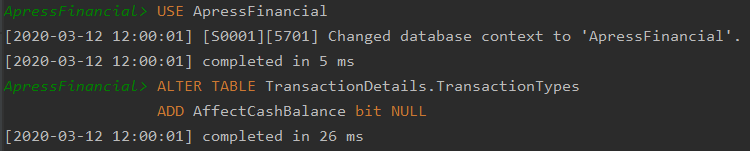 ApressFinancial> USE ApressFinancial
[2020-03-12 12:00:01] [S0001][5701] Changed database context to 'ApressFinancial'.
[2020-03-12 12:00:01] completed in 5 ms
ApressFinancial> ALTER TABLE TransactionDetails.TransactionTypes
ADD AffectCashBalance bit NULL
[2020-03-12 12:00:01] completed in 26 ms